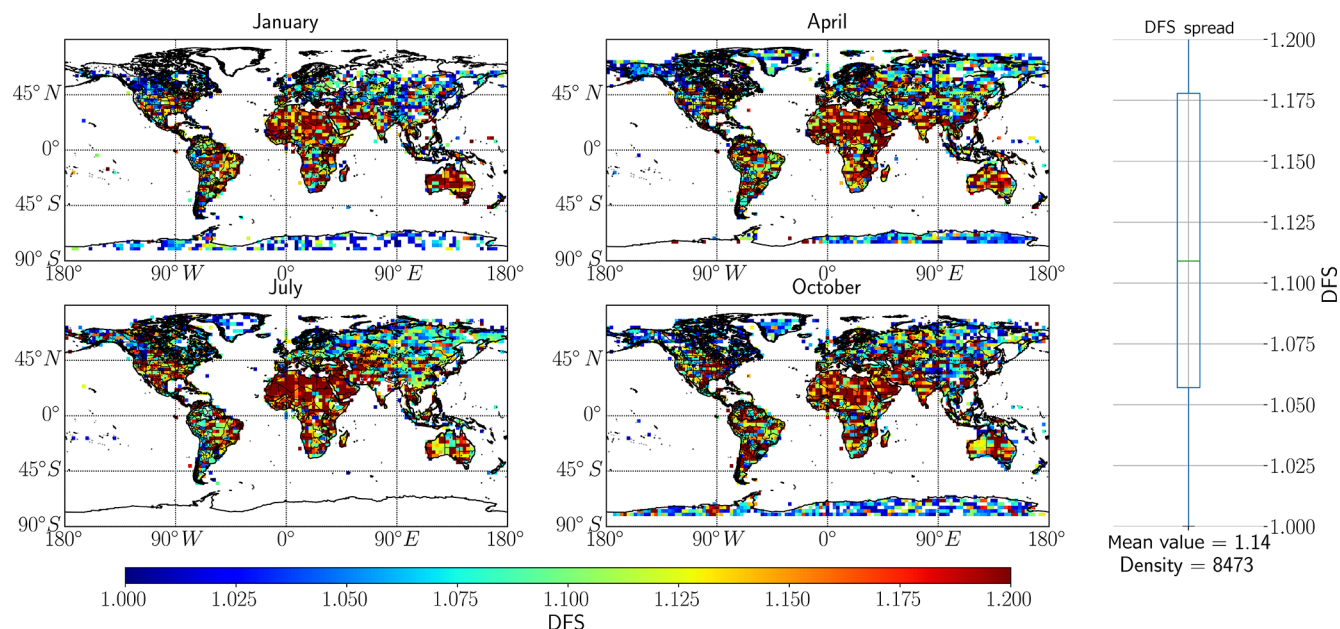 January
45° N
0°
45° S
90° S
180°
90° W
0°
90° E
180°
April
45° N
0°
45° S
90° S
180°
90° W
0°
90° E
180°
July
45° N
0°
45° S
90° S
180°
90° W
0°
90° E
180°
October
45° N
0°
45° S
90° S
180°
90° W
0°
90° E
180°
1.000 1.025 1.050 1.075 1.100 1.125 1.150 1.175 1.200
DFS
DFS spread
1.200
1.175
1.150
1.125
1.100
1.075
1.050
1.025
1.000
DFS
Mean value = 1.14
Density = 8473